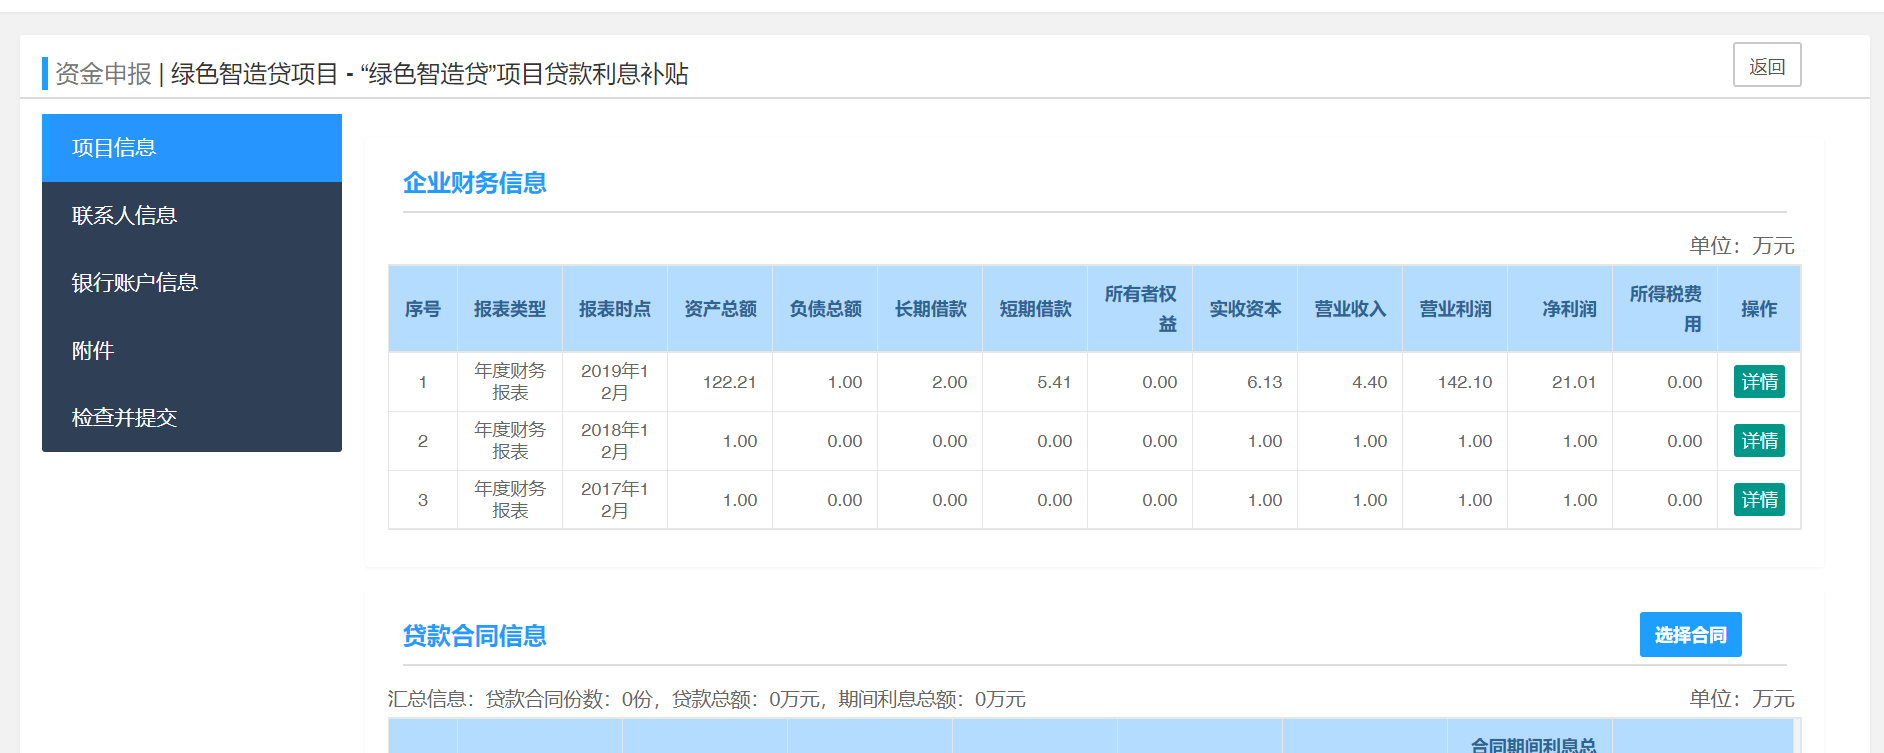 资金申报 | 绿色智造贷项目 - “绿色智造贷”项目贷款利息补贴
返回
项目信息
联系人信息
银行账户信息
附件
检查并提交
企业财务信息
单位：万元
序号 报表类型 报表时点 资产总额 负债总额 长期借款 短期借款 所有者权益 实收资本 营业收入 营业利润 净利润 所得税费用 操作
1 年度财务报表 2019年12月 122.21 1.00 2.00 5.41 0.00 6.13 4.40 142.10 21.01 0.00 详情
2 年度财务报表 2018年12月 1.00 0.00 0.00 0.00 0.00 1.00 1.00 1.00 1.00 0.00 详情
3 年度财务报表 2017年12月 1.00 0.00 0.00 0.00 0.00 1.00 1.00 1.00 1.00 0.00 详情
贷款合同信息
选择合同
汇总信息：贷款合同份数：0份，贷款总额：0万元，期间利息总额：0万元
单位：万元
合同期间利息总